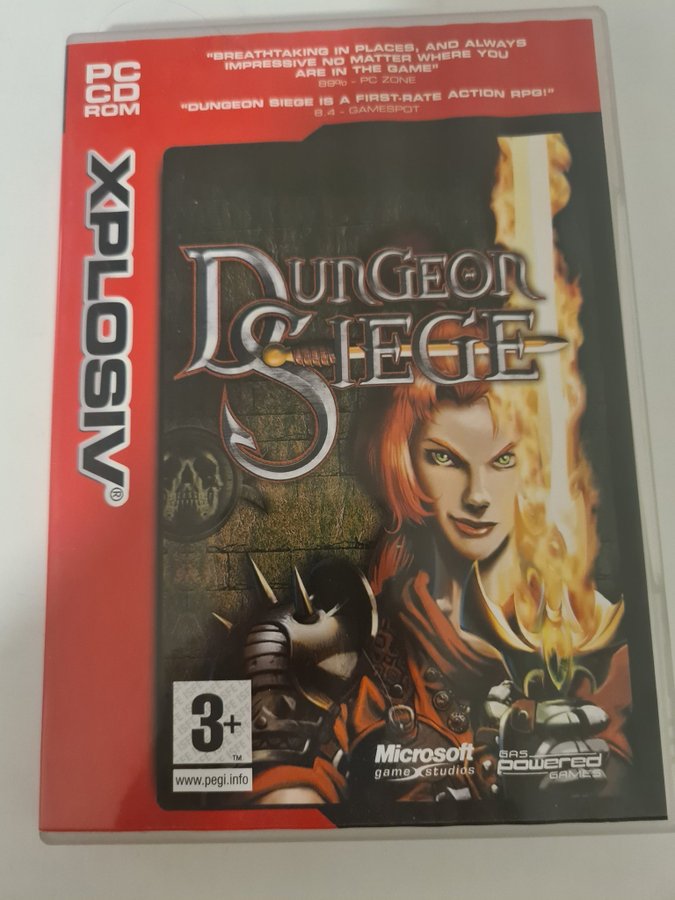 PC
CD
ROM
"BREATHTAKING IN PLACES, AND ALWAYS
IMPRESSIVE NO MATTER WHERE YOU
ARE IN THE GAME"
89% - PC ZONE
"DUNGEON SIEGE IS A FIRST-RATE ACTION RPG!"
8.4 - GAMESPOT
XPLOSIV®
DUNGEON
SIEGE
3+
TM
www.pegi.info
Microsoft
game studios
GAS
powered
GAMES